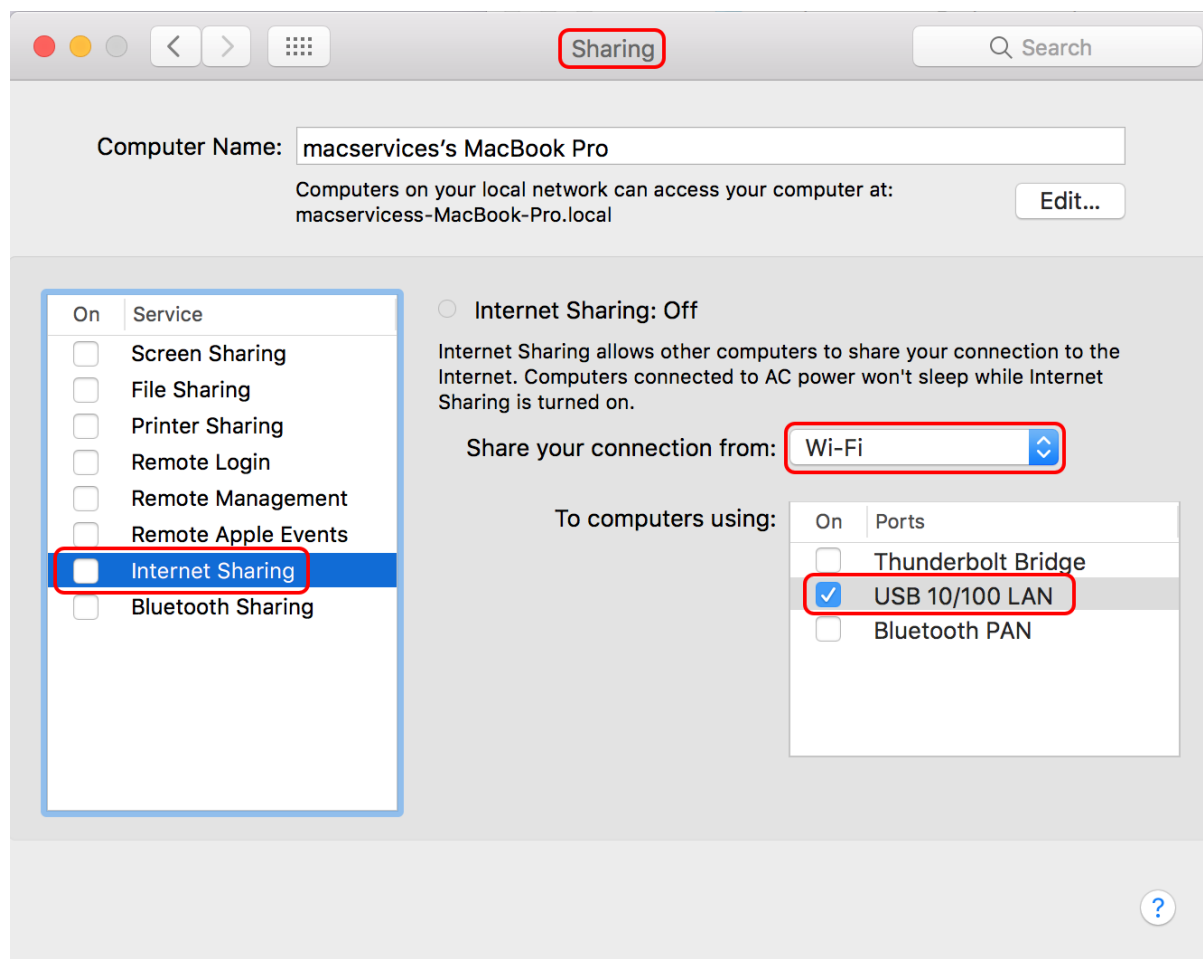 Sharing
Search
Computer Name: macservices’s MacBook Pro
Computers on your local network can access your computer at:
macservicess-MacBook-Pro.local
Edit...
On Service
Screen Sharing
File Sharing
Printer Sharing
Remote Login
Remote Management
Remote Apple Events
Internet Sharing
Bluetooth Sharing
Internet Sharing: Off
Internet Sharing allows other computers to share your connection to the
Internet. Computers connected to AC power won't sleep while Internet
Sharing is turned on.
Share your connection from: Wi-Fi
To computers using:
On Ports
Thunderbolt Bridge
USB 10/100 LAN
Bluetooth PAN
?